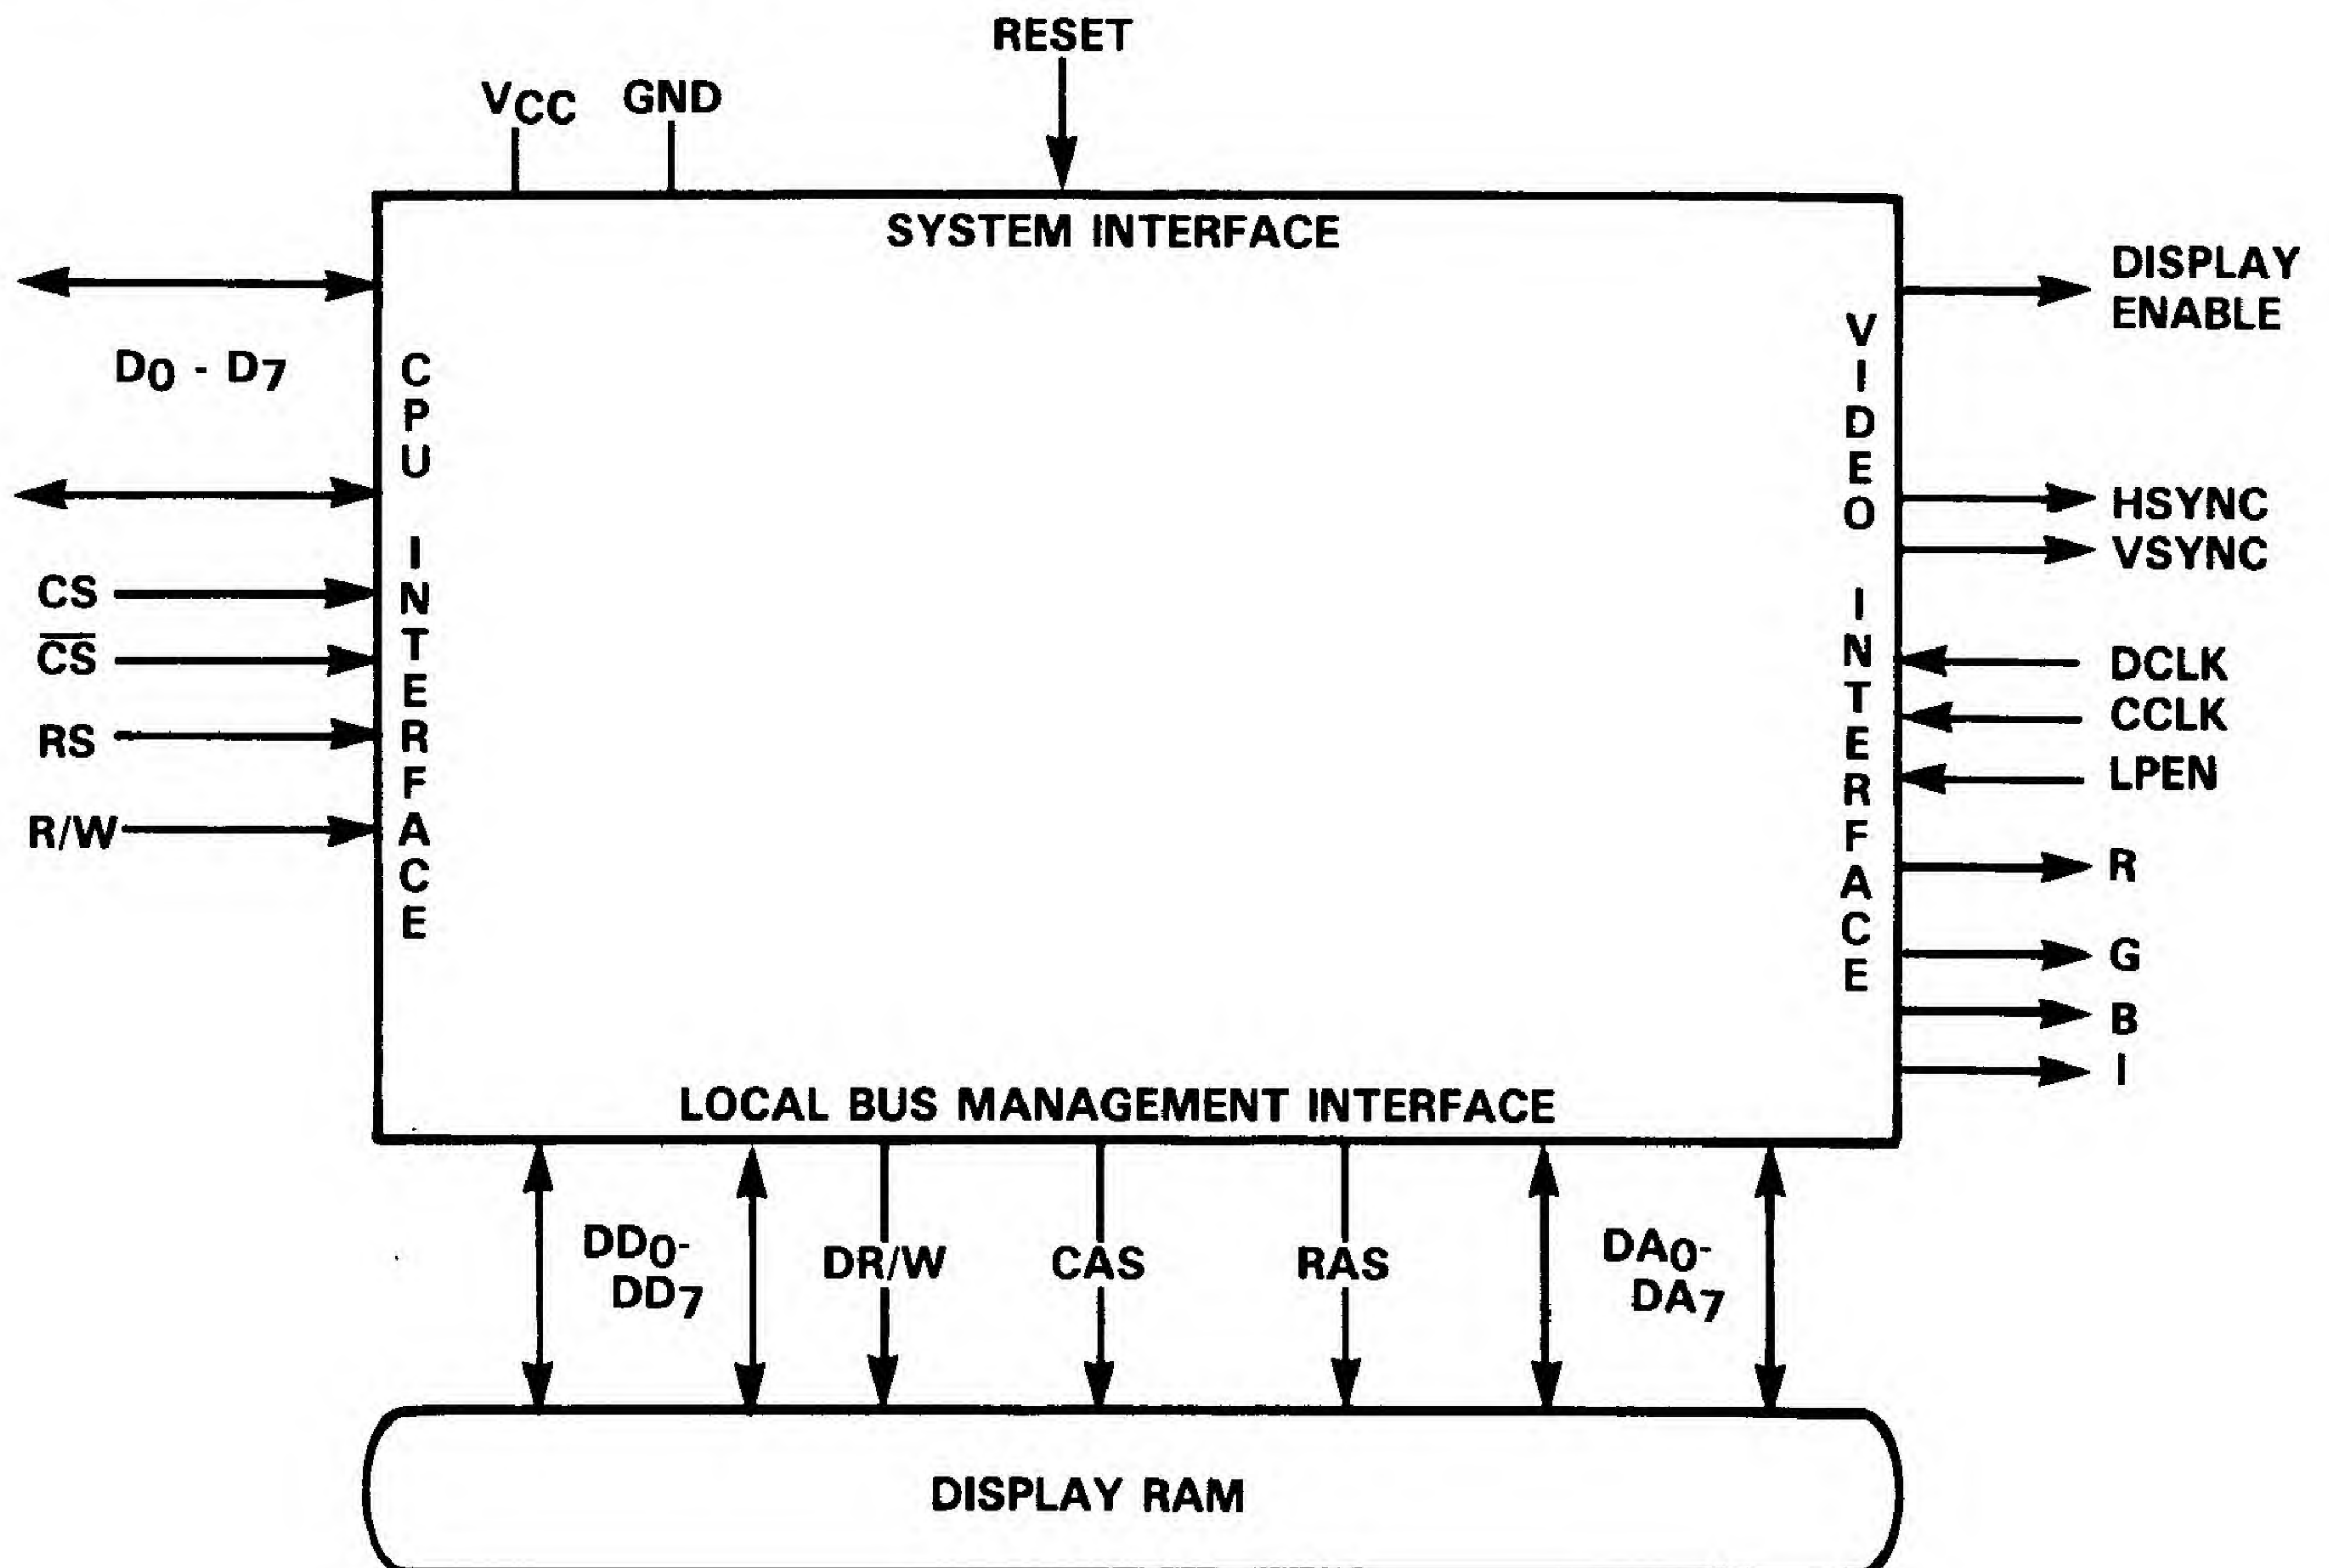 RESET
VCC GND
SYSTEM INTERFACE
D0 - D7
CS
C̅S̅
RS
R/W
CPU INTERFACE
VIDEO INTERFACE
DISPLAY
ENABLE
HSYNC
VSYNC
DCLK
CCLK
LPEN
R
G
B
I
LOCAL BUS MANAGEMENT INTERFACE
DD0-
DD7
DR/W
CAS
RAS
DA0-
DA7
DISPLAY RAM